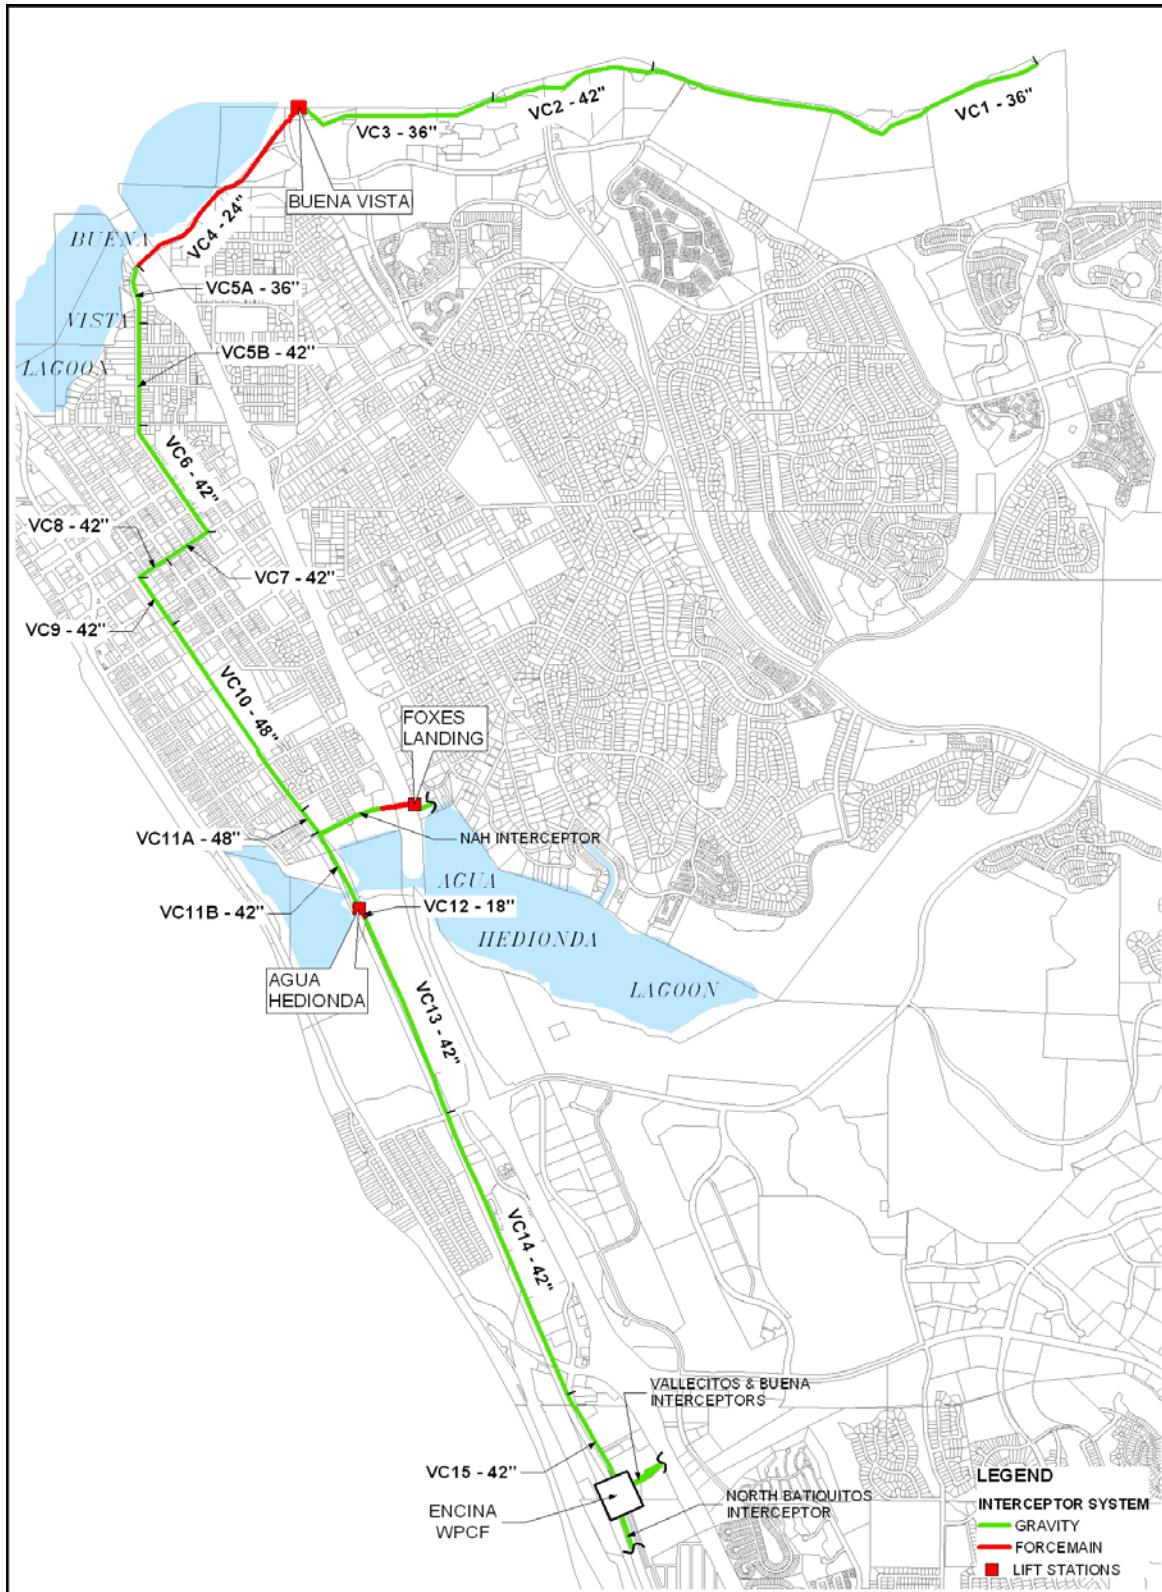 VC1 - 36"
VC2 - 42"
VC3 - 36"
BUENA VISTA
VC4 - 24"
BUENA
VISTA
LAGOON
VC5A - 36"
VC5B - 42"
VC6 - 42"
VC8 - 42"
VC7 - 42"
VC9 - 42"
VC10 - 48"
FOXES
LANDING
VC11A - 48"
NAH INTERCEPTOR
AGUA
HEDIONDA
LAGOON
VC11B - 42"
VC12 - 18"
AGUA
HEDIONDA
VC13 - 42"
VC14 - 42"
VALLECITOS & BUENA
INTERCEPTORS
VC15 - 42"
ENCINA
WPCF
NORTH BATIQUITOS
INTERCEPTOR
LEGEND
INTERCEPTOR SYSTEM
GRAVITY
FORCEMAIN
LIFT STATIONS